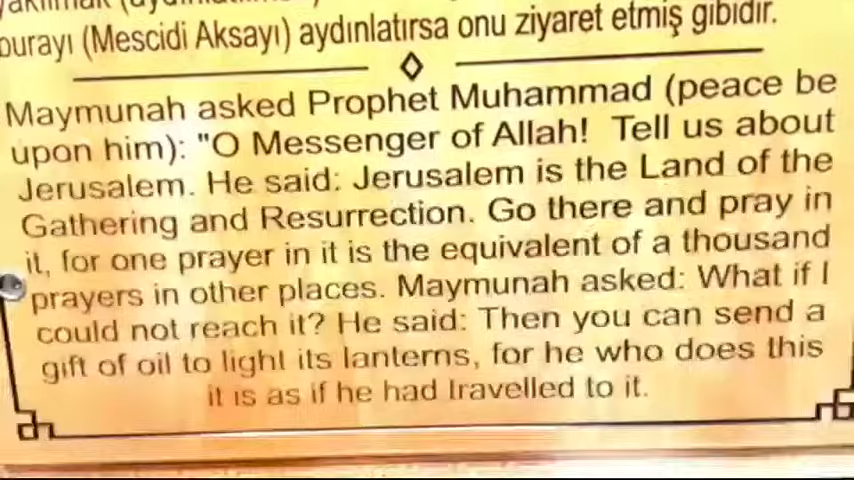 burayı (Mescidi Aksayı) aydınlatırsa onu ziyaret etmiş gibidir.
Maymunah asked Prophet Muhammad (peace be
upon him): "O Messenger of Allah! Tell us about
Jerusalem. He said: Jerusalem is the Land of the
Gathering and Resurrection. Go there and pray in
it, for one prayer in it is the equivalent of a thousand
prayers in other places. Maymunah asked: What if I
could not reach it? He said: Then you can send a
gift of oil to light its lanterns, for he who does this
it is as if he had travelled to it.